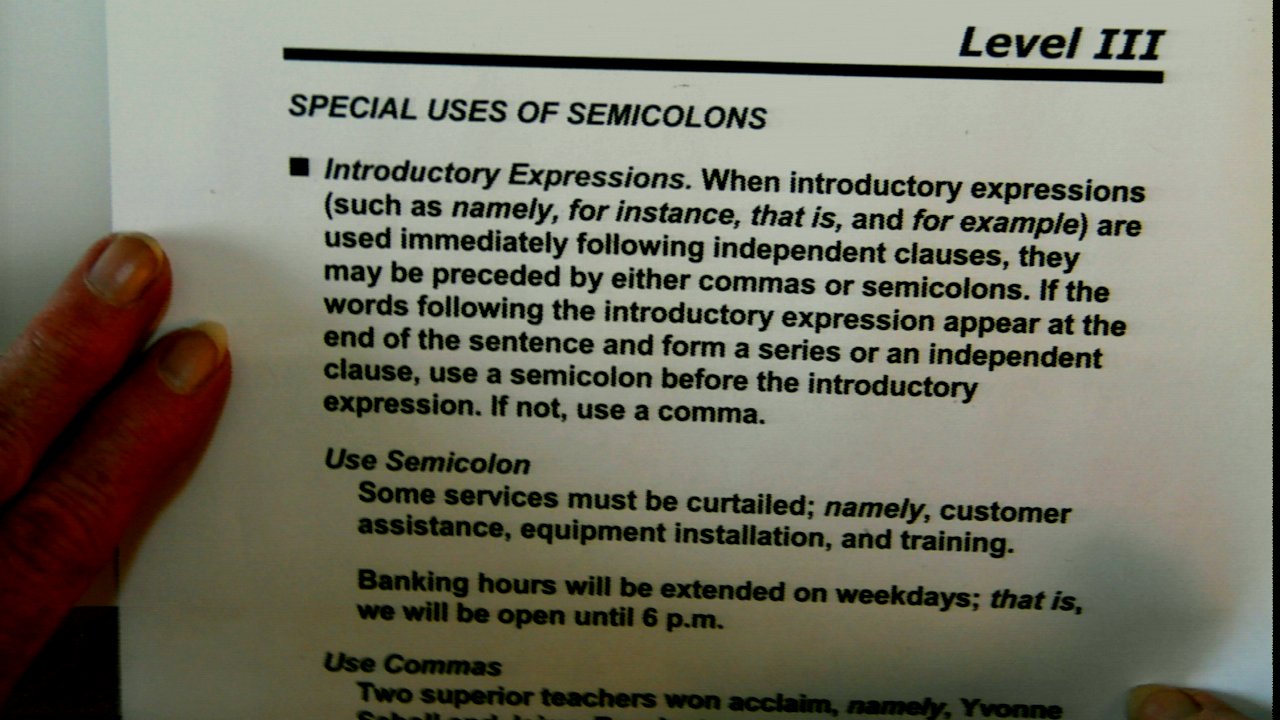 Level III
SPECIAL USES OF SEMICOLONS
■ Introductory Expressions. When introductory expressions
(such as namely, for instance, that is, and for example) are
used immediately following independent clauses, they
may be preceded by either commas or semicolons. If the
words following the introductory expression appear at the
end of the sentence and form a series or an independent
clause, use a semicolon before the introductory
expression. If not, use a comma.
Use Semicolon
Some services must be curtailed; namely, customer
assistance, equipment installation, and training.
Banking hours will be extended on weekdays; that is,
we will be open until 6 p.m.
Use Commas
Two superior teachers won acclaim, namely, Yvonne